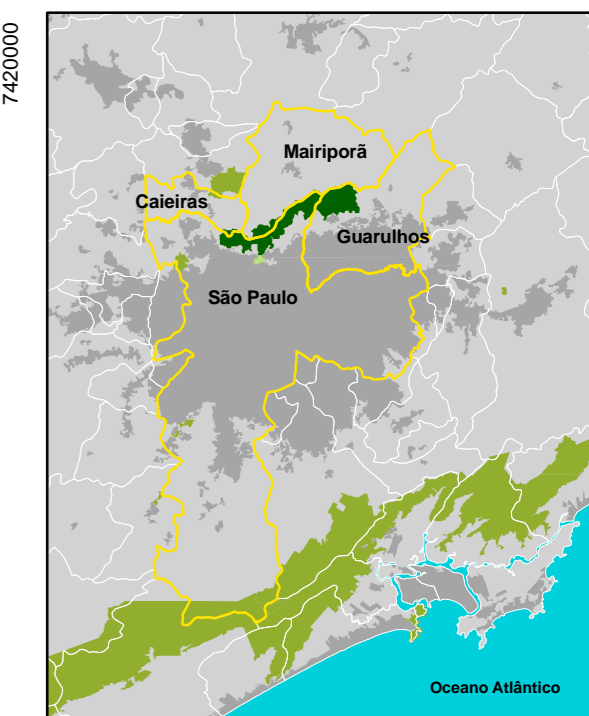 7420000
Mairiporã
Caieiras
Guarulhos
São Paulo
Oceano Atlântico